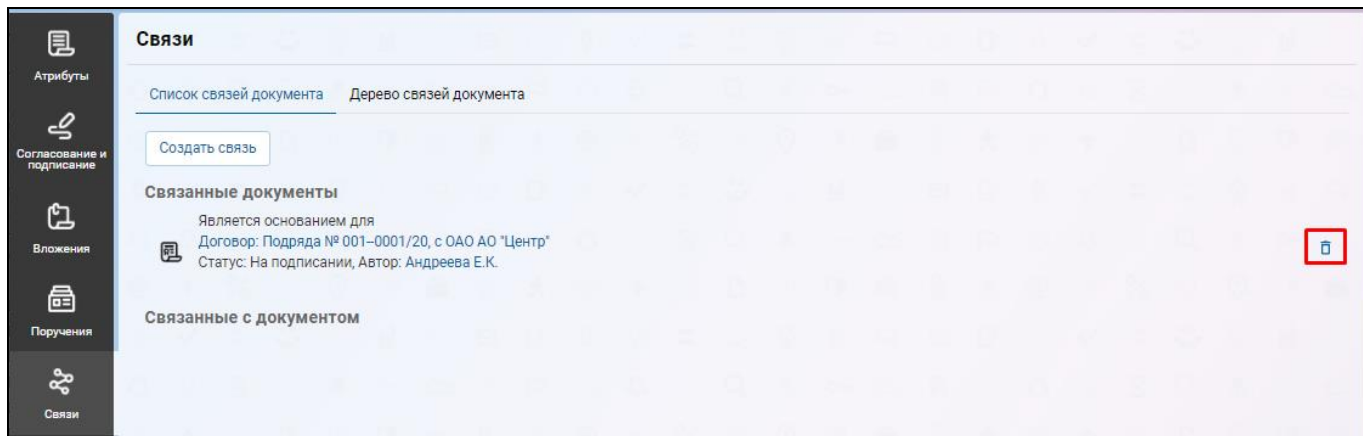 Атрибуты
Согласование и
подписание
Вложения
Поручения
Связи
Связи
Список связей документа
Дерево связей документа
Создать связь
Связанные документы
Является основанием для
Договор: Подряда № 001–0001/20, с ОАО АО "Центр"
Статус: На подписании, Автор: Андреева Е.К.
Связанные с документом